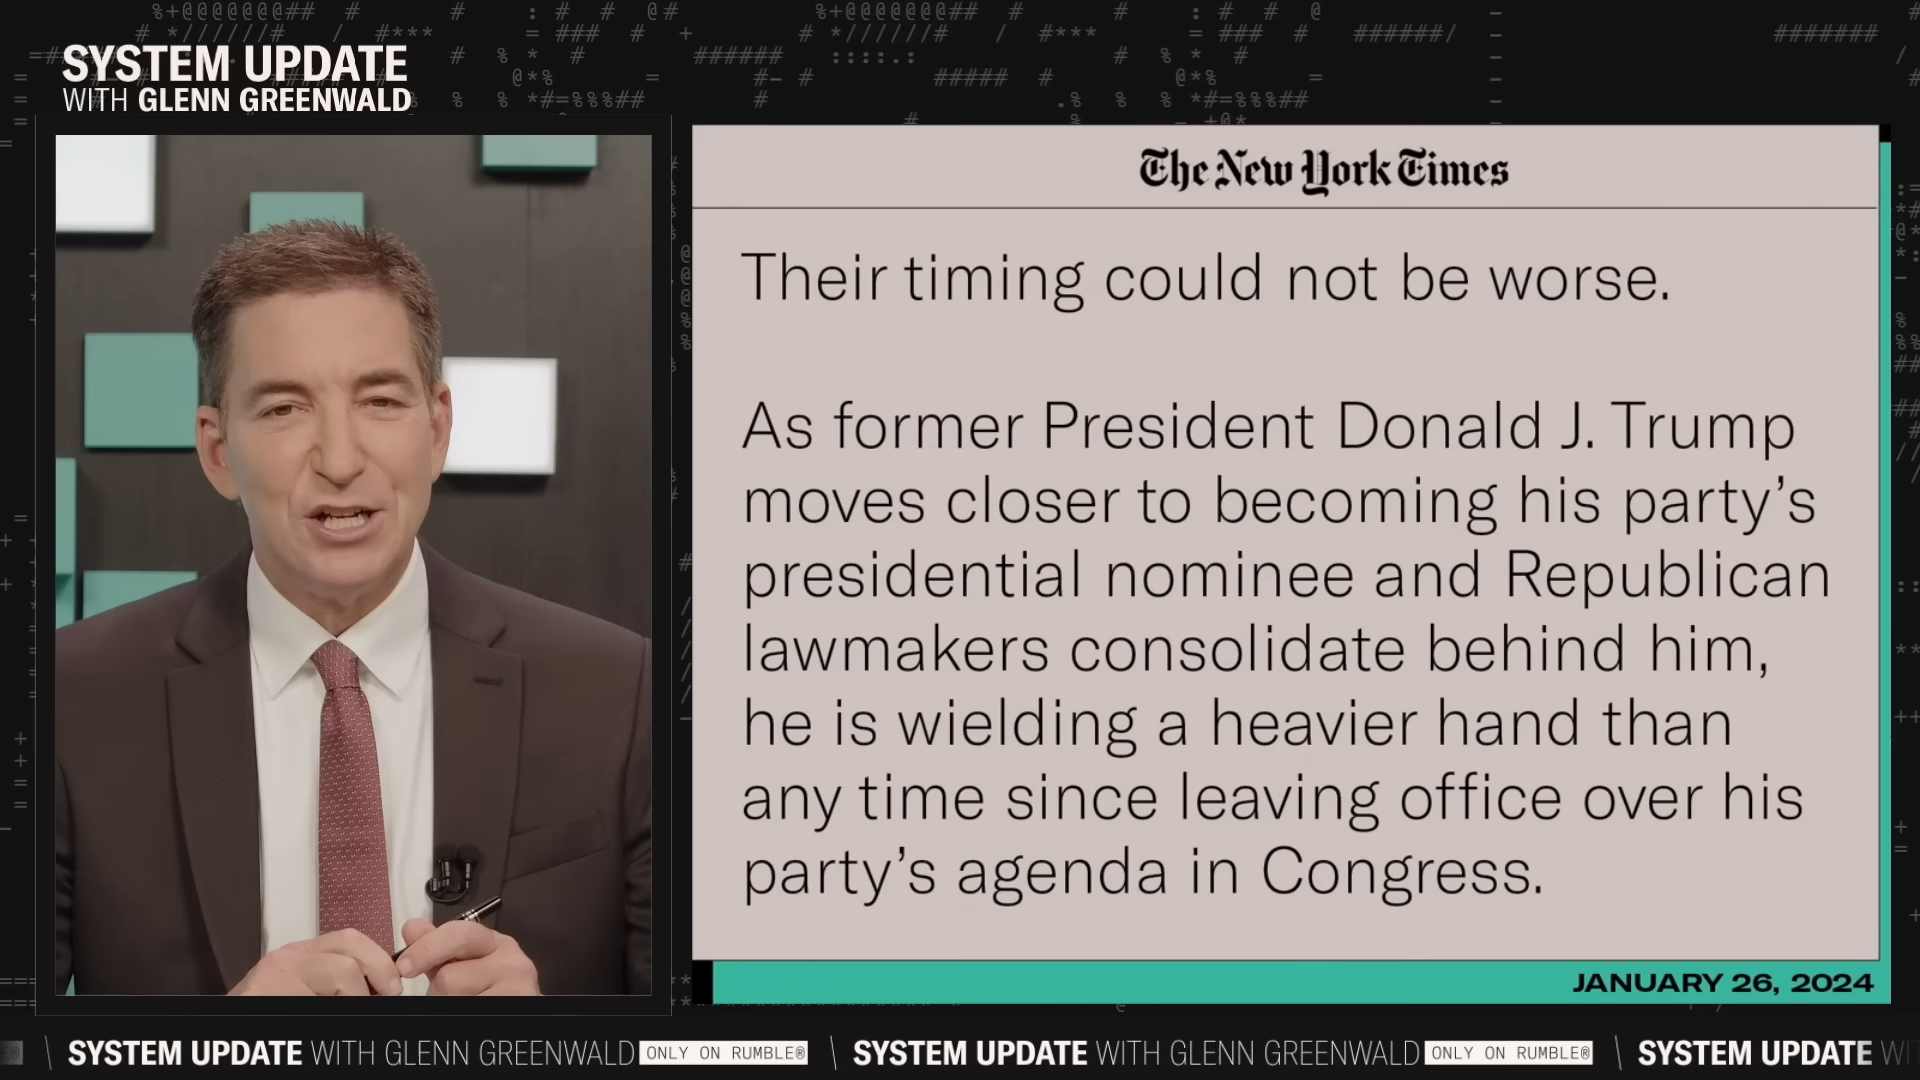 SYSTEM UPDATE
WITH GLENN GREENWALD
The New York Times
Their timing could not be worse.
As former President Donald J. Trump
moves closer to becoming his party’s
presidential nominee and Republican
lawmakers consolidate behind him,
he is wielding a heavier hand than
any time since leaving office over his
party’s agenda in Congress.
JANUARY 26, 2024
SYSTEM UPDATE WITH GLENN GREENWALD ONLY ON RUMBLE® \ SYSTEM UPDATE WITH GLENN GREENWALD ONLY ON RUMBLE® \ SYSTEM UPDATE